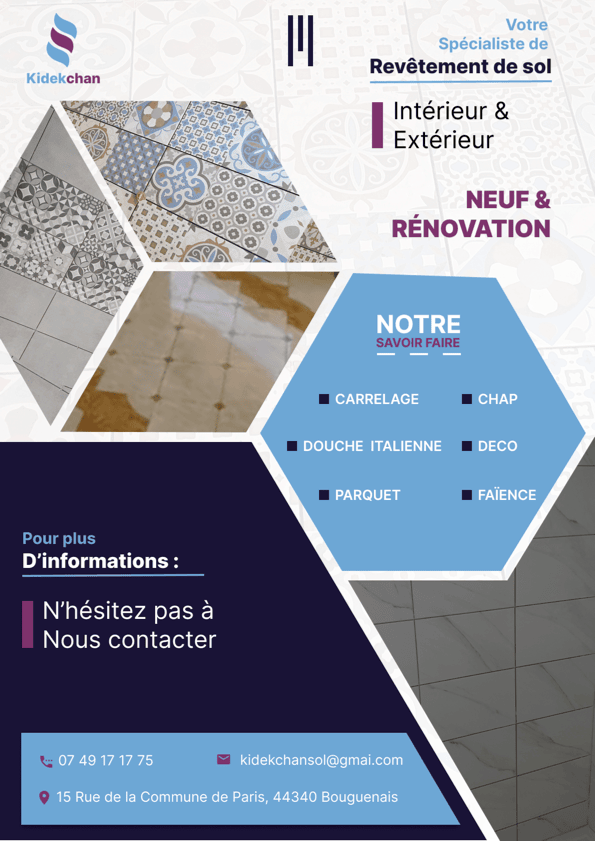 Kidekchan
Votre
Spécialiste de
Revêtement de sol
Intérieur &
Extérieur
NEUF &
RÉNOVATION
NOTRE
SAVOIR FAIRE
CARRELAGE
CHAP
DOUCHE ITALIENNE
DECO
PARQUET
FAÏENCE
Pour plus
D’informations :
N’hésitez pas à
Nous contacter
07 49 17 17 75
kidekchansol@gmai.com
15 Rue de la Commune de Paris, 44340 Bouguenais